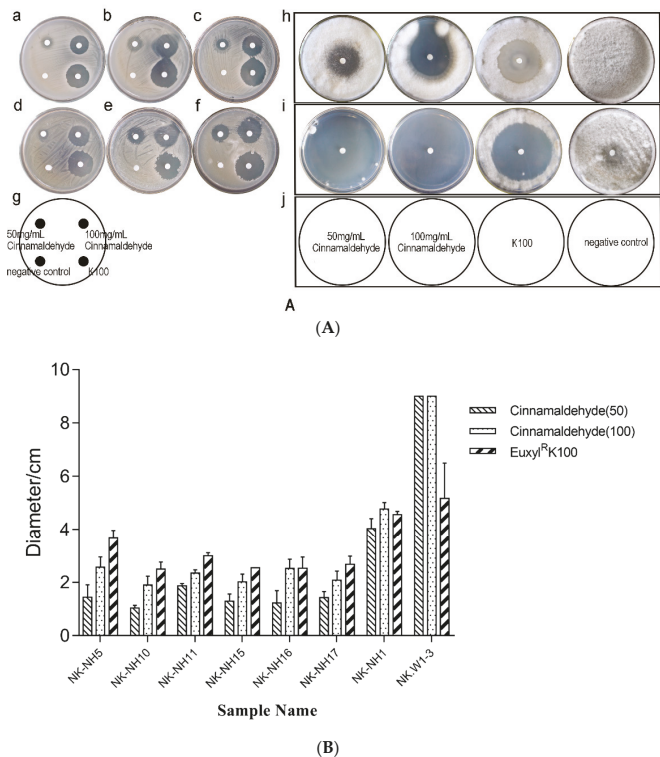 a
b
c
h
d
e
f
i
g
50mg/mL
Cinnamaldehyde
100mg/mL
Cinnamaldehyde
negative control
K100
j
50mg/mL
Cinnamaldehyde
100mg/mL
Cinnamaldehyde
K100
negative control
A
(A)
10
8
6
4
2
0
Diameter/cm
Cinnamaldehyde(50)
Cinnamaldehyde(100)
Euxyl^RK100
NK-NH5
NK-NH10
NK-NH11
NK-NH15
NK-NH16
NK-NH17
NK-NH1
NK.W1-3
Sample Name
(B)